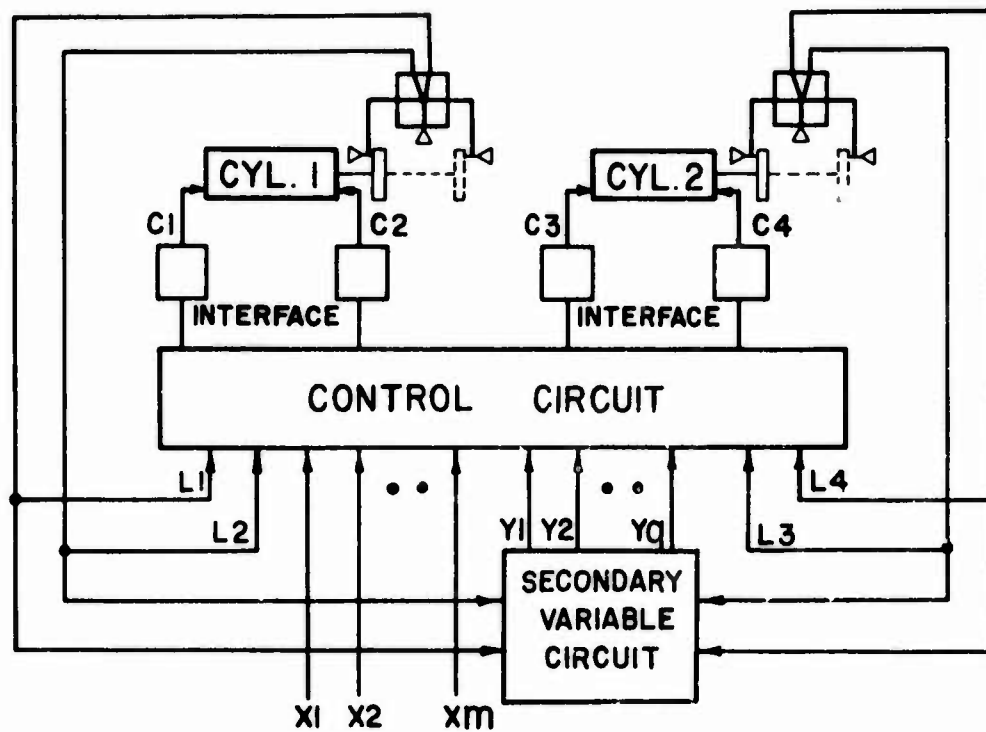 CYL. 1
CYL. 2
C1
C2
C3
C4
INTERFACE
INTERFACE
CONTROL CIRCUIT
L1
L2
L4
L3
Y1
Y2
Yq
SECONDARY
VARIABLE
CIRCUIT
X1
X2
Xm